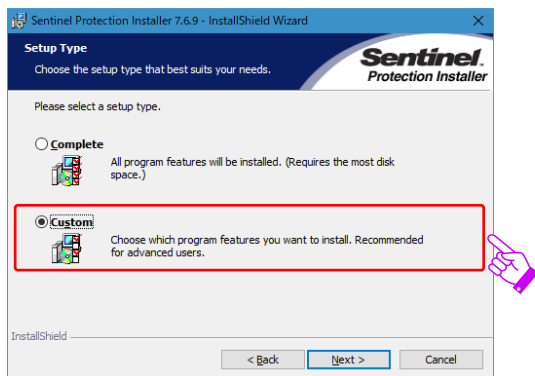 Sentinel Protection Installer 7.6.9 - InstallShield Wizard
Setup Type
Choose the setup type that best suits your needs.
Sentinel.
Protection Installer
Please select a setup type.
Complete
All program features will be installed. (Requires the most disk
space.)
Custom
Choose which program features you want to install. Recommended
for advanced users.
InstallShield
< Back
Next >
Cancel